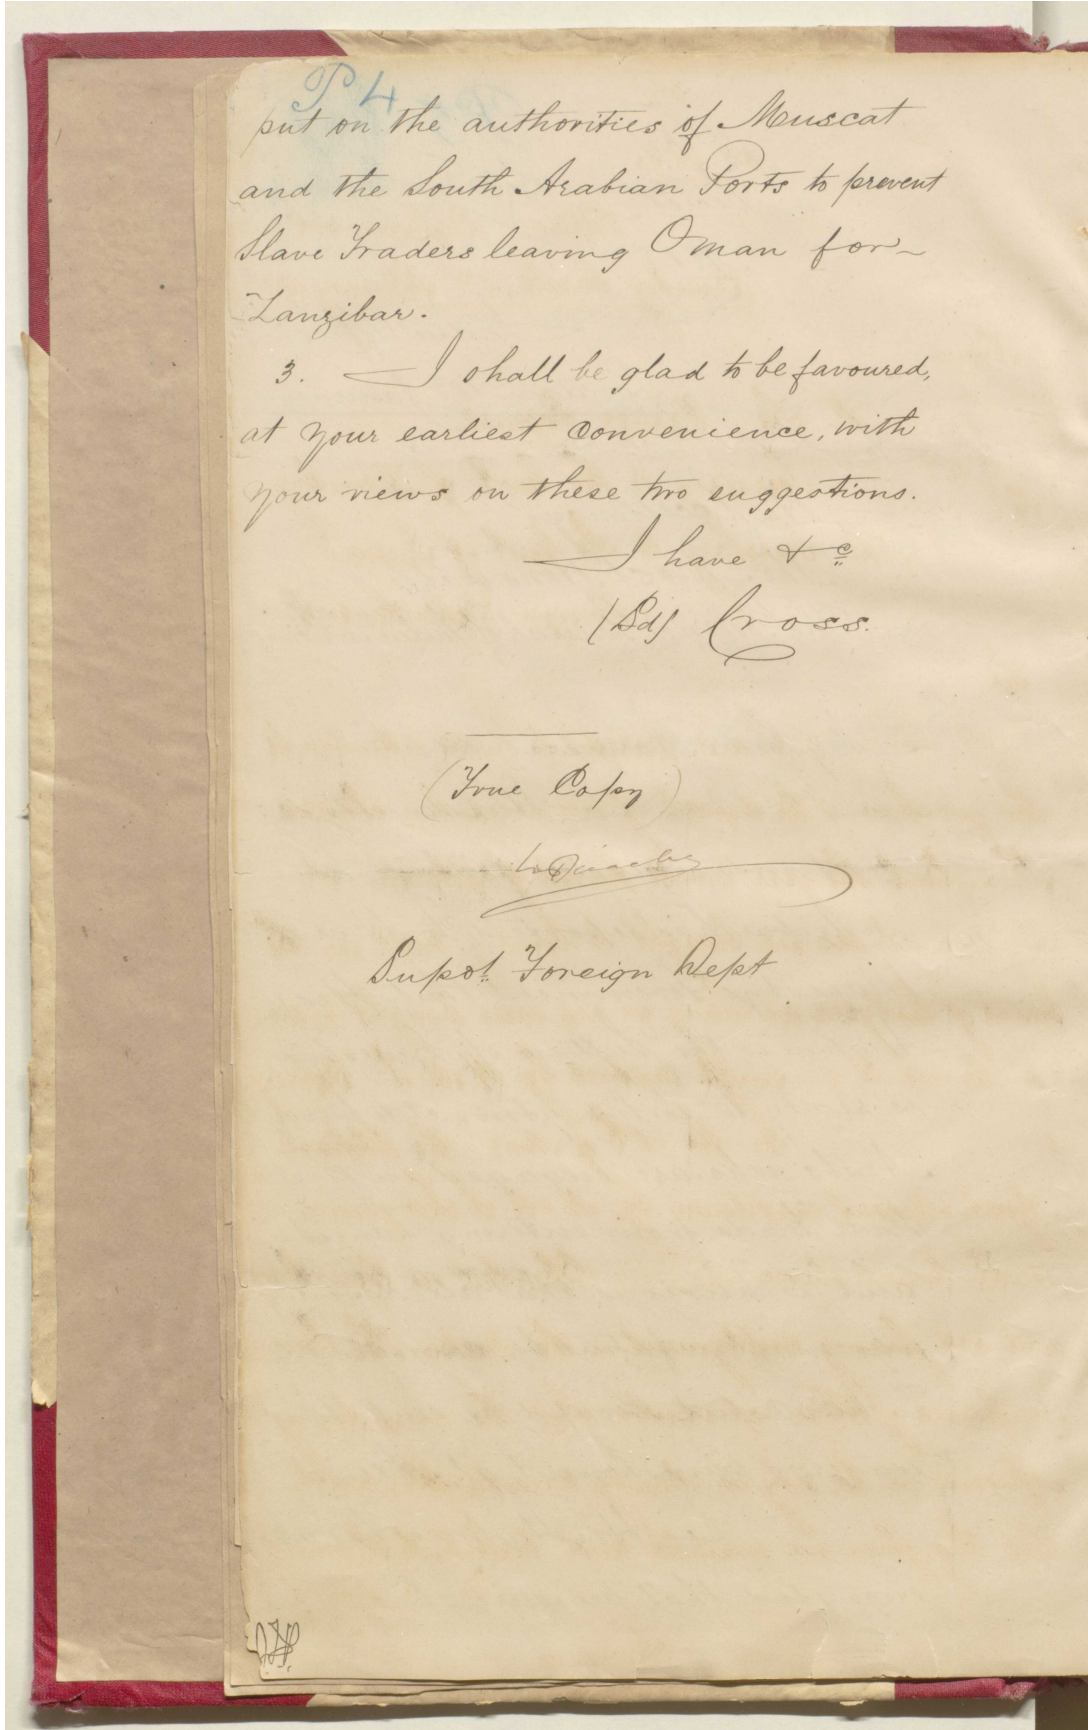 P 4
put on the authorities of Muscat
and the South Arabian Ports to prevent
Slave Traders leaving Oman for
Zanzibar.
3. I shall be glad to be favoured,
at your earliest convenience, with
your views on these two suggestions.
I have &c
(Sd) Cross.
(True Copy)
Supdt. Foreign Dept